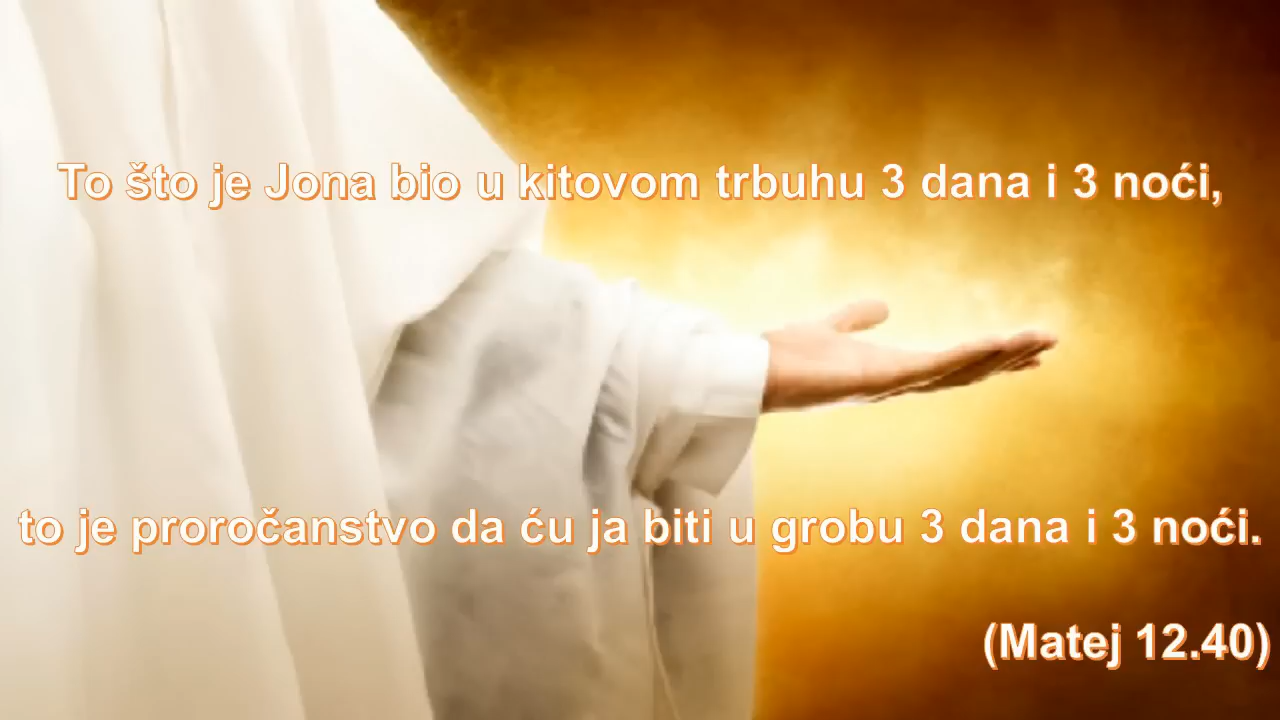 To što je Jona bio u kitovom trbuhu 3 dana i 3 noći,
to je proročanstvo da ću ja biti u grobu 3 dana i 3 noći.
(Matej 12.40)